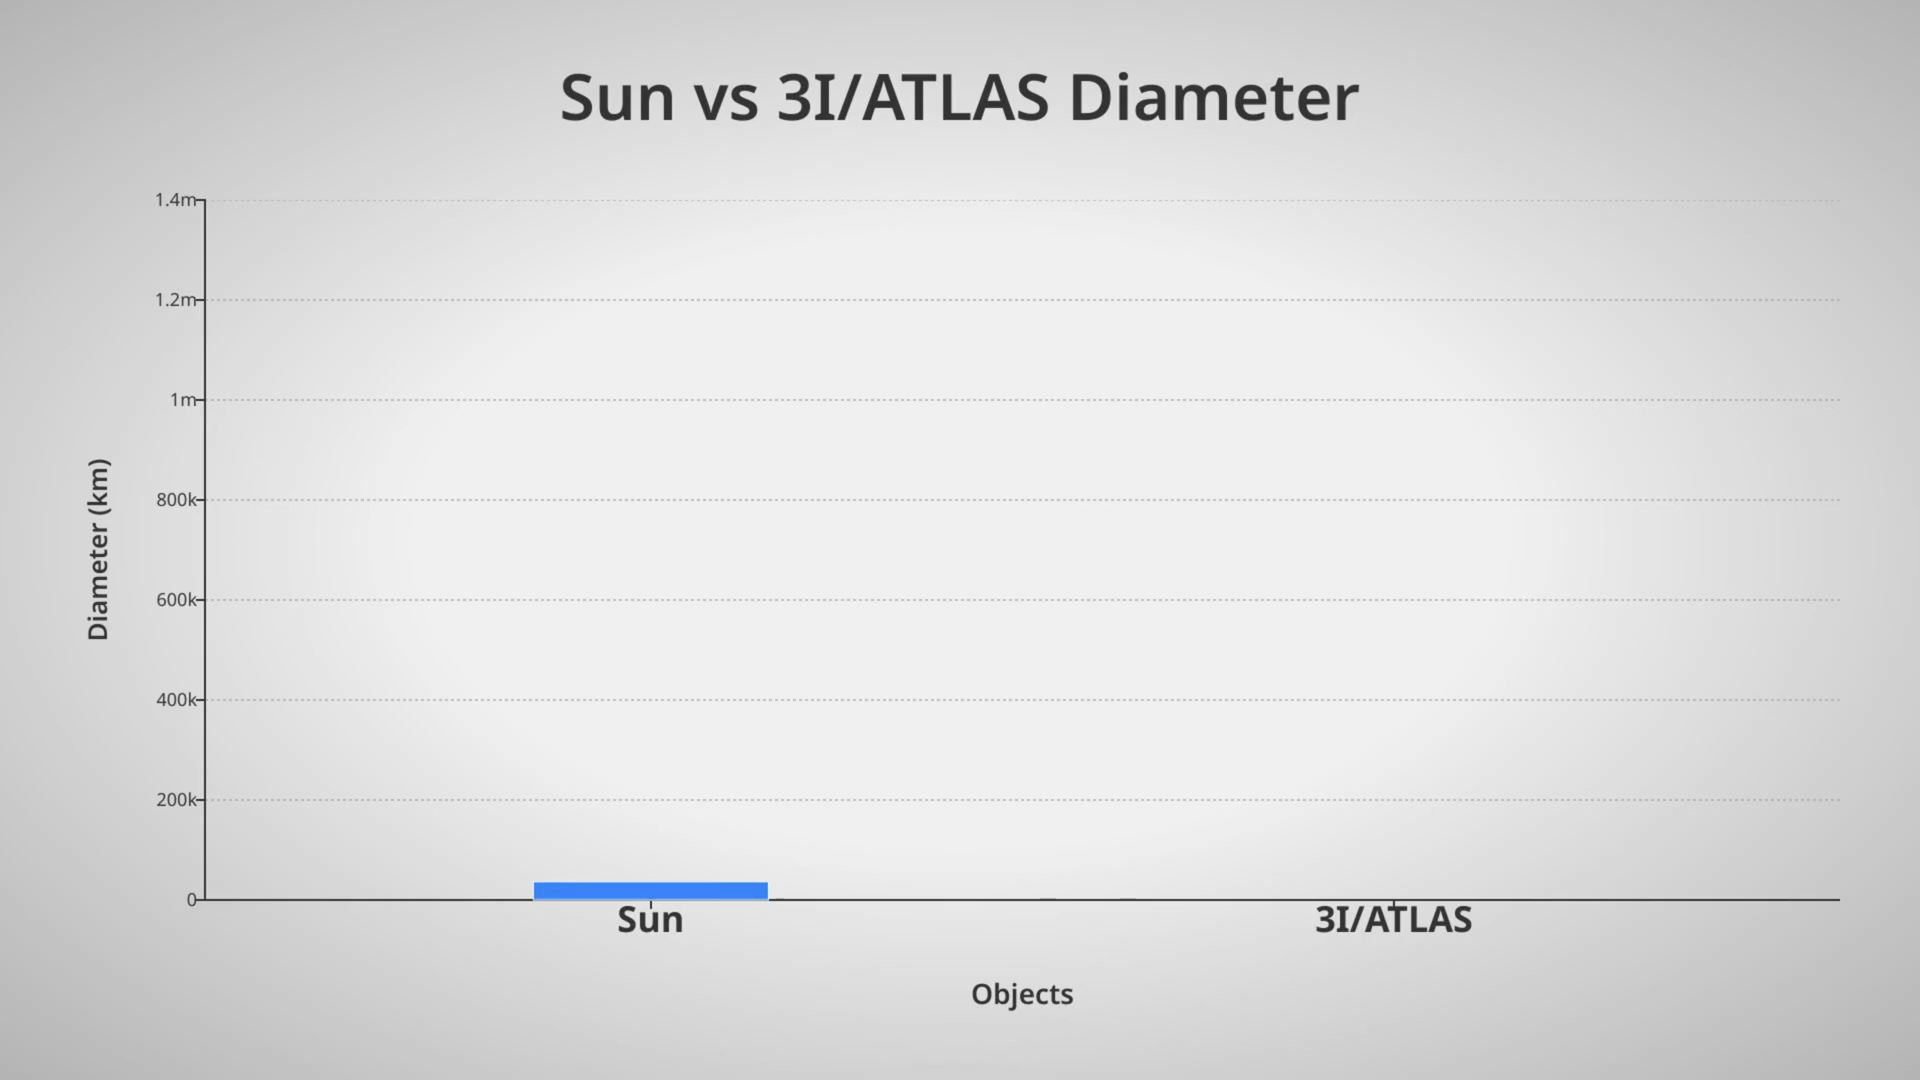 Sun vs 3I/ATLAS Diameter
1.4m
1.2m
1m
800k
600k
400k
200k
0
Diameter (km)
Sun
3I/ATLAS
Objects